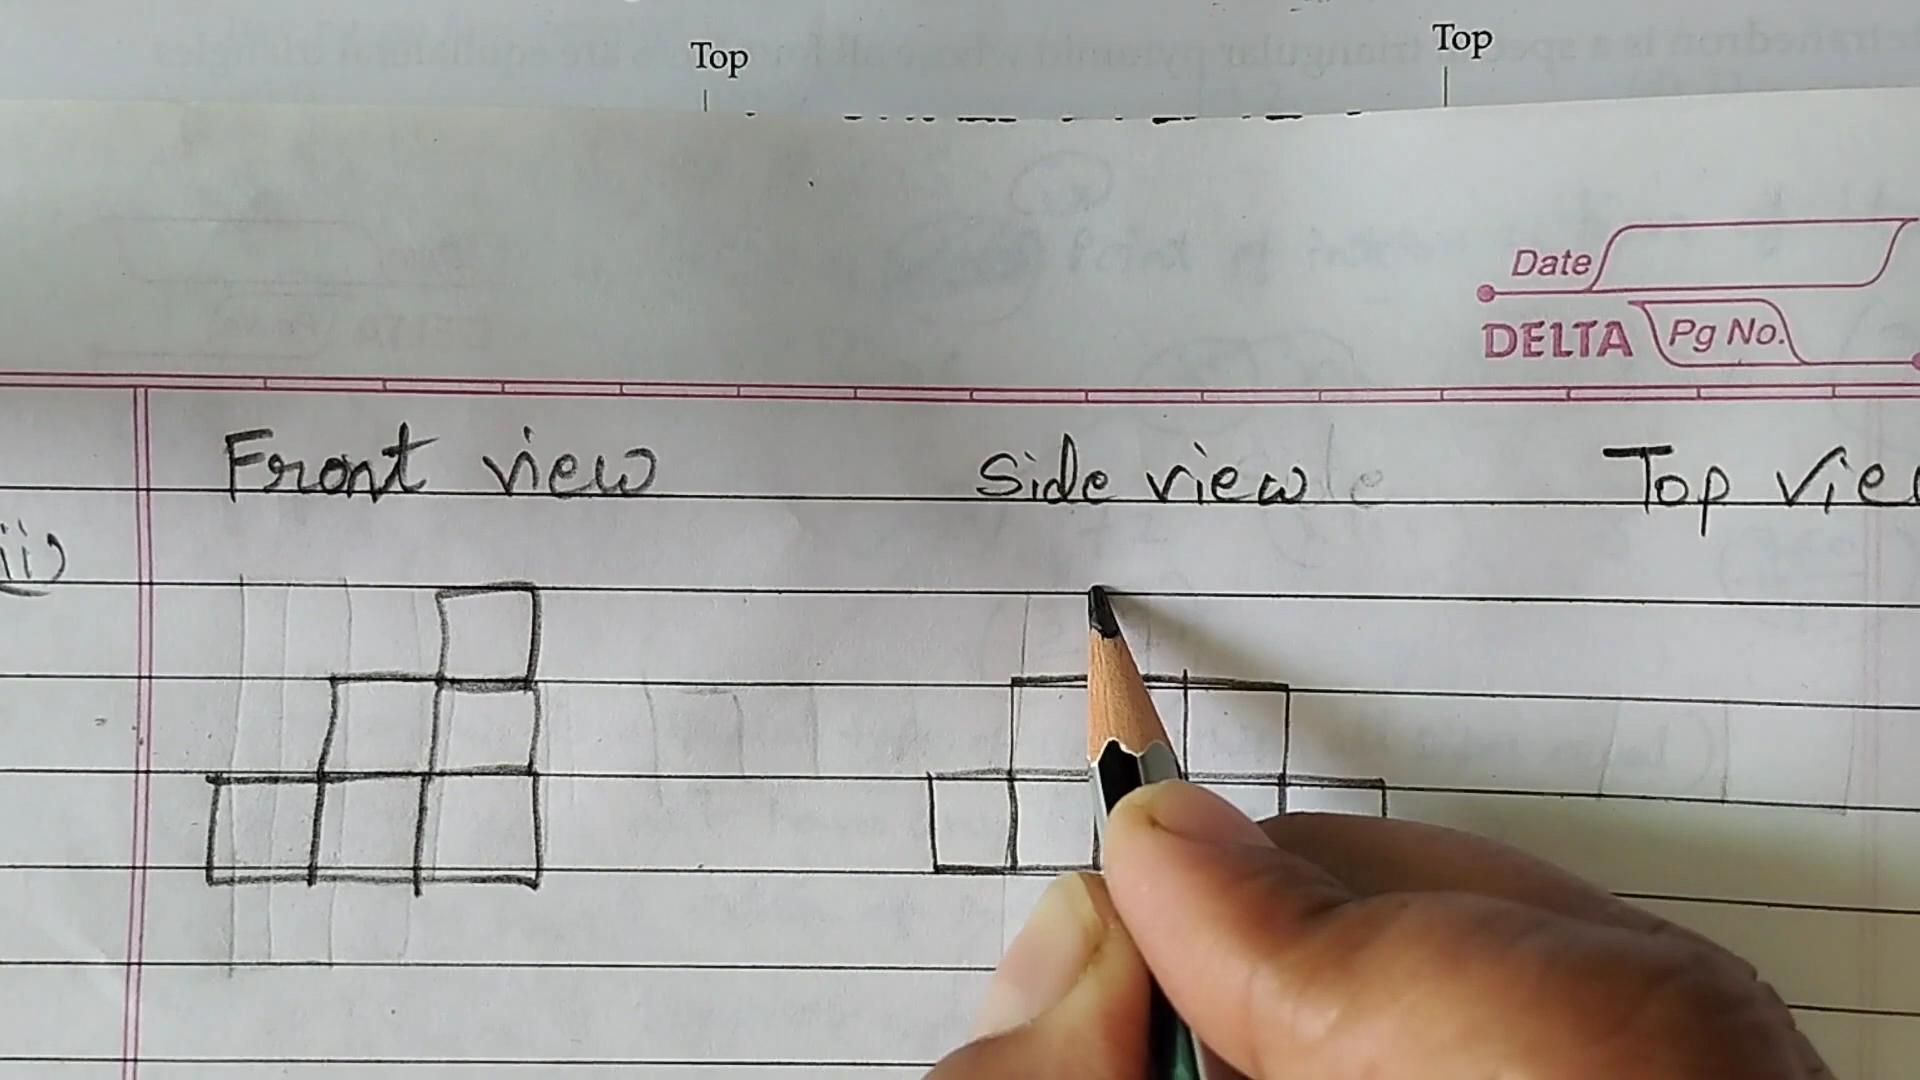 Top Top
Date
DELTA Pg No.
Front view Side view Top vie
ii)